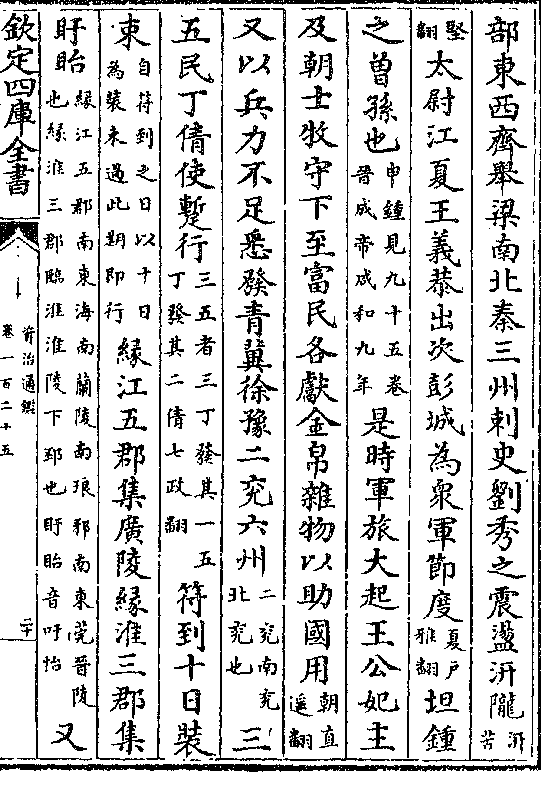 部東西齊舉梁南北秦三州刺史劉秀之震盪汧隴汧苦
堅翻太尉江夏王義恭出次彭城為衆軍節度夏戶雅翻坦鍾
之曽孫也申鍾見九十五卷晉成帝咸和九年是時軍旅大起王公妃主
及朝士牧守下至富民各獻金帛雜物以助國用朝直遥翻
又以兵力不足悉發青冀徐豫二兖六州二兖南兖北兖也三
五民丁倩使蹔行三五者三丁發其一五丁發其二倩七政翻符到十日裝
束自符到之日以十日為裝束過此期即行縁江五郡集廣陵縁淮三郡集
盱眙縁江五郡南東海南蘭陵南琅邪南東莞晉陵也縁淮三郡臨淮淮陵下邳也盱眙音吁怡又
欽定四庫全書
資治通鑑
卷一百二十五
二十